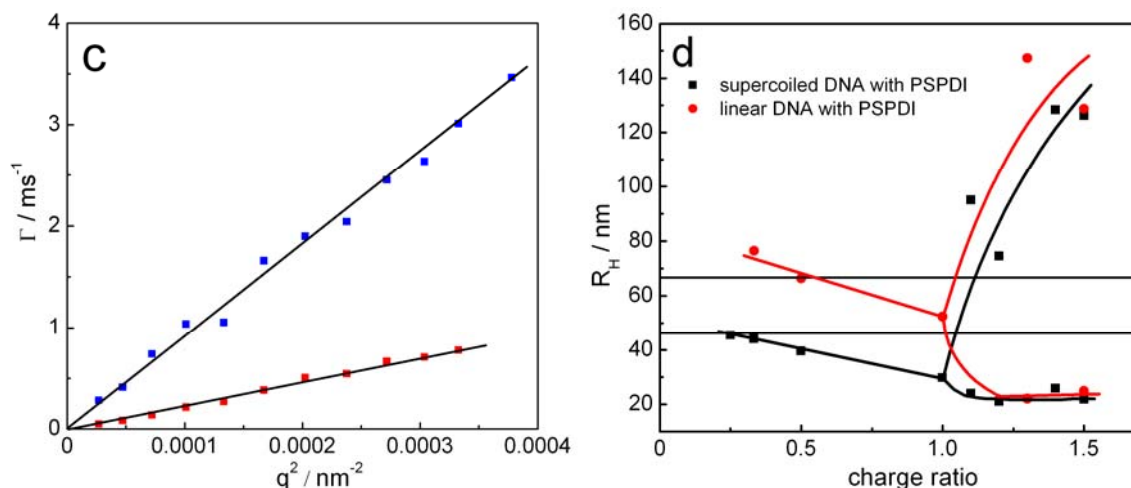 c
4
3
2
1
0
Γ / ms⁻¹
0 0.0001 0.0002 0.0003 0.0004
q² / nm⁻²
d
supercoiled DNA with PSPDI
linear DNA with PSPDI
160
140
120
100
80
60
40
20
R_H / nm
0.5 1.0 1.5
charge ratio